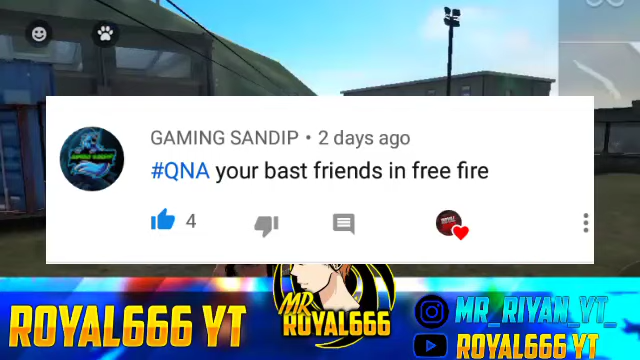 GAMING SANDIP • 2 days ago
#QNA your bast friends in free fire
4
ROYAL666 YT
MR
ROYAL666
MR_RIYAN_YT_
ROYAL666 YT